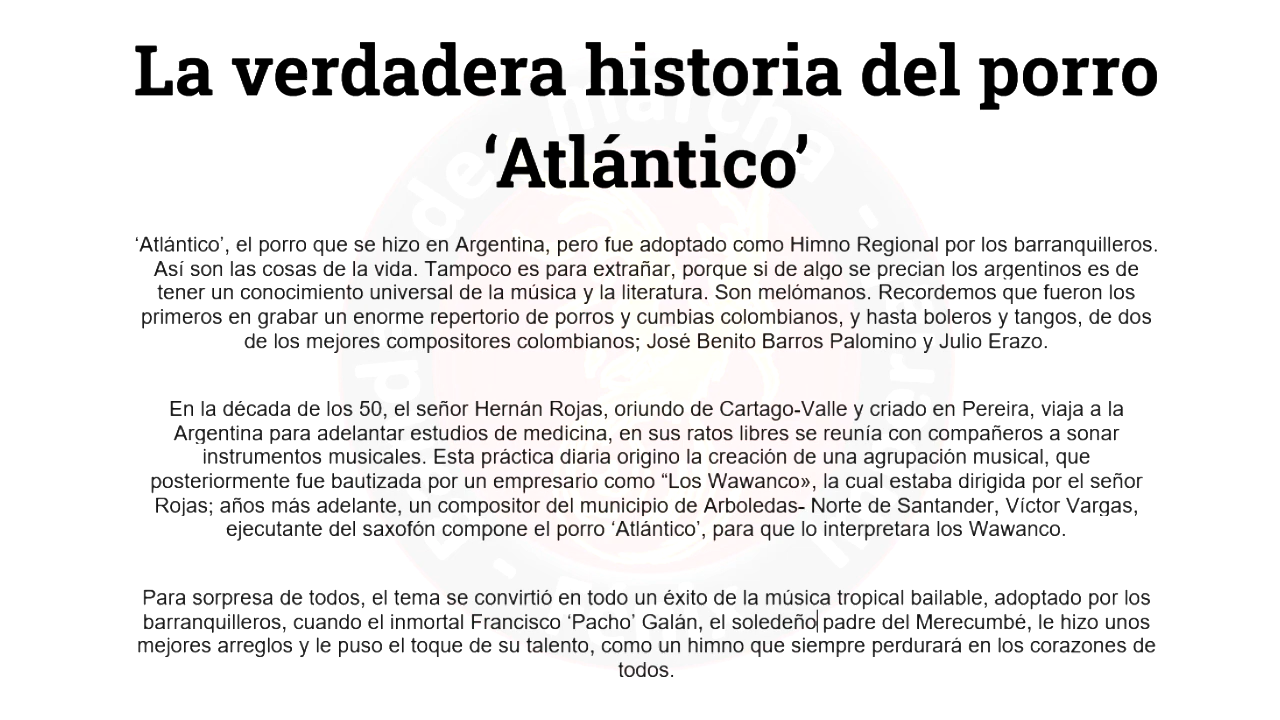 La verdadera historia del porro
‘Atlántico’
‘Atlántico’, el porro que se hizo en Argentina, pero fue adoptado como Himno Regional por los barranquilleros.
Así son las cosas de la vida. Tampoco es para extrañar, porque si de algo se precian los argentinos es de
tener un conocimiento universal de la música y la literatura. Son melómanos. Recordemos que fueron los
primeros en grabar un enorme repertorio de porros y cumbias colombianos, y hasta boleros y tangos, de dos
de los mejores compositores colombianos; José Benito Barros Palomino y Julio Erazo.
En la década de los 50, el señor Hernán Rojas, oriundo de Cartago-Valle y criado en Pereira, viaja a la
Argentina para adelantar estudios de medicina, en sus ratos libres se reunía con compañeros a sonar
instrumentos musicales. Esta práctica diaria origino la creación de una agrupación musical, que
posteriormente fue bautizada por un empresario como “Los Wawanco», la cual estaba dirigida por el señor
Rojas; años más adelante, un compositor del municipio de Arboledas- Norte de Santander, Víctor Vargas,
ejecutante del saxofón compone el porro ‘Atlántico’, para que lo interpretara los Wawanco.
Para sorpresa de todos, el tema se convirtió en todo un éxito de la música tropical bailable, adoptado por los
barranquilleros, cuando el inmortal Francisco ‘Pacho’ Galán, el soledeño padre del Merecumbé, le hizo unos
mejores arreglos y le puso el toque de su talento, como un himno que siempre perdurará en los corazones de
todos.